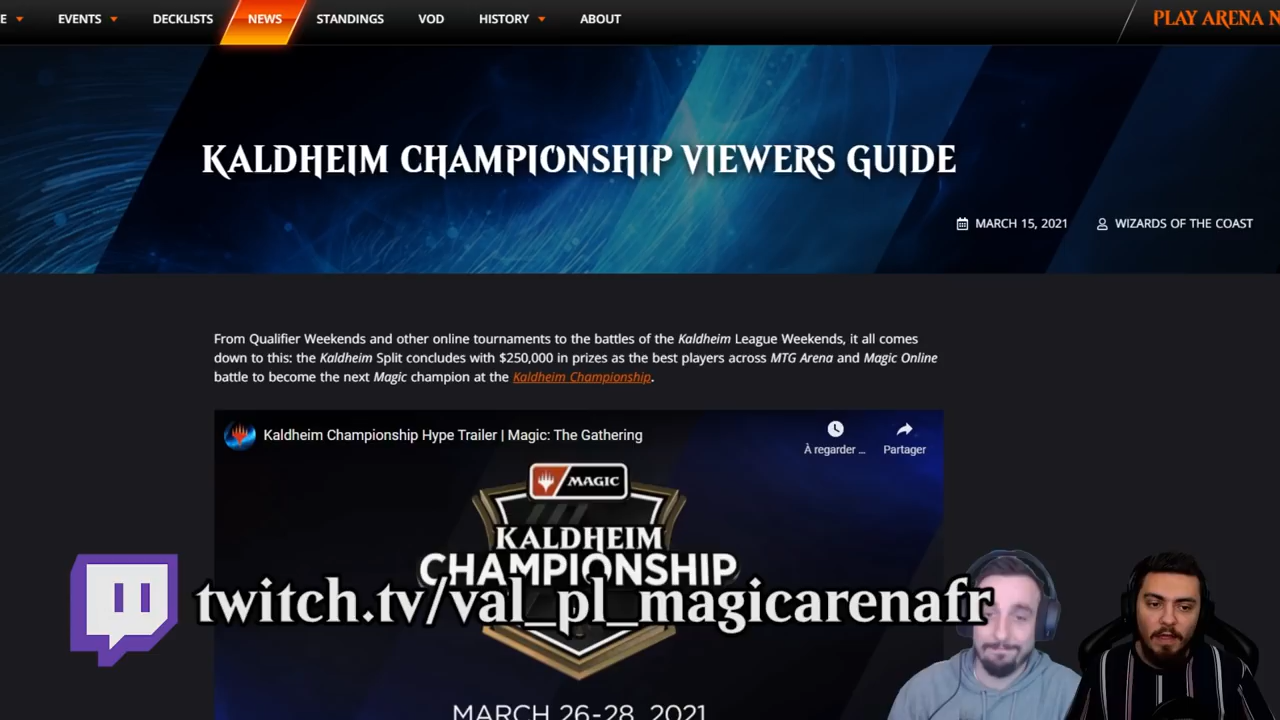 E EVENTS DECKLISTS NEWS STANDINGS VOD HISTORY ABOUT PLAY ARENA N
KALDHEIM CHAMPIONSHIP VIEWERS GUIDE
MARCH 15, 2021 WIZARDS OF THE COAST
From Qualifier Weekends and other online tournaments to the battles of the Kaldheim League Weekends, it all comes
down to this: the Kaldheim Split concludes with $250,000 in prizes as the best players across MTG Arena and Magic Online
battle to become the next Magic champion at the Kaldheim Championship.
Kaldheim Championship Hype Trailer | Magic: The Gathering
À regarder ... Partager
MAGIC
KALDHEIM
CHAMPIONSHIP
twitch.tv/val_pl_magicarenafr
MARCH 26-28, 2021